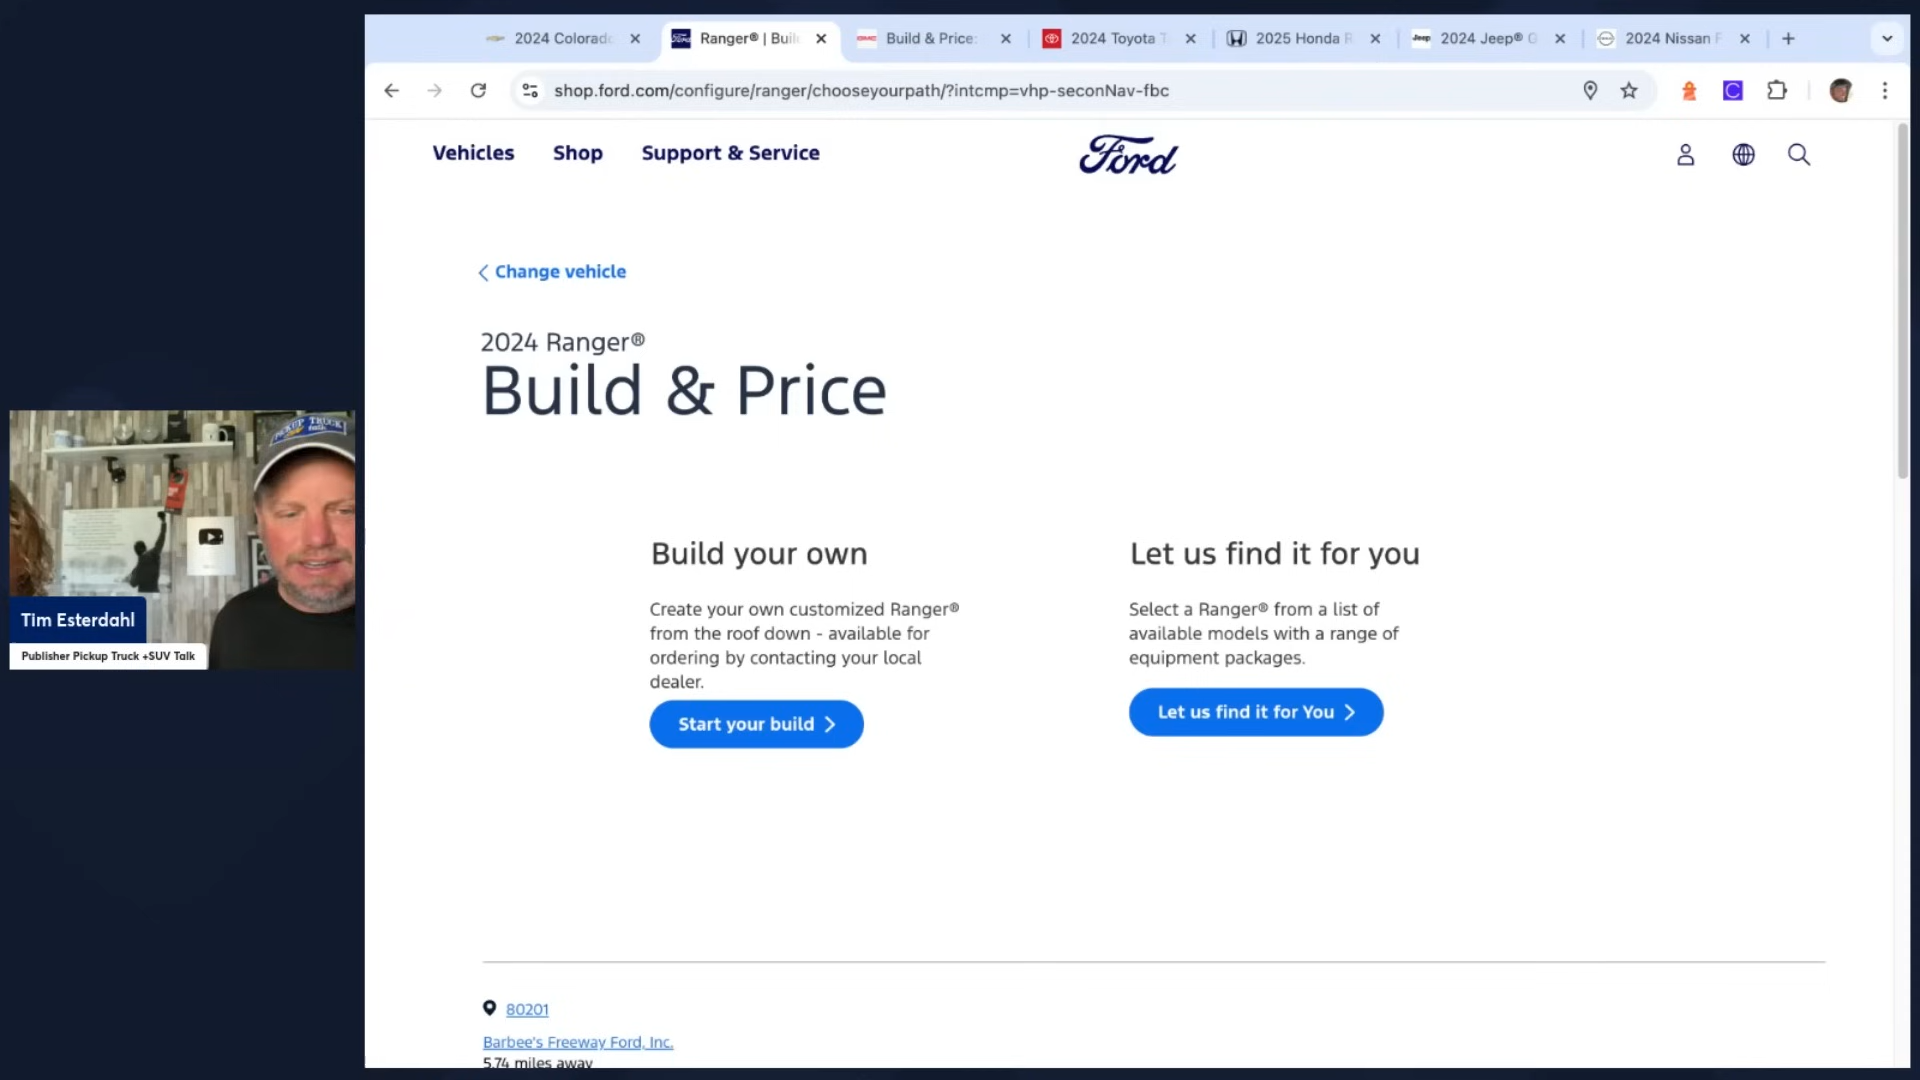 2024 Colorad
Ranger® | Buil
Build & Price:
2024 Toyota T
2025 Honda R
2024 Jeep® G
2024 Nissan F
shop.ford.com/configure/ranger/chooseyourpath/?intcmp=vhp-seconNav-fbc
Vehicles
Shop
Support & Service
Ford
Change vehicle
2024 Ranger®
Build & Price
Build your own
Create your own customized Ranger®
from the roof down - available for
ordering by contacting your local
dealer.
Start your build
Let us find it for you
Select a Ranger® from a list of
available models with a range of
equipment packages.
Let us find it for You
80201
Barbee's Freeway Ford, Inc.
5.74 miles away
PICKUP TRUCK
Tim Esterdahl
Publisher Pickup Truck +SUV Talk